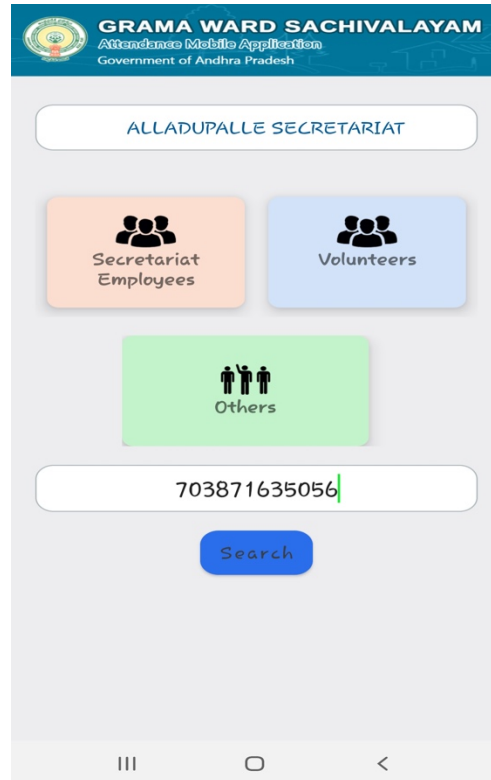 GRAMA WARD SACHIVALAYAM
Attendance Mobile Application
Government of Andhra Pradesh
ALLADUPALLE SECRETARIAT
Secretariat
Employees
Volunteers
Others
703871635056
Search